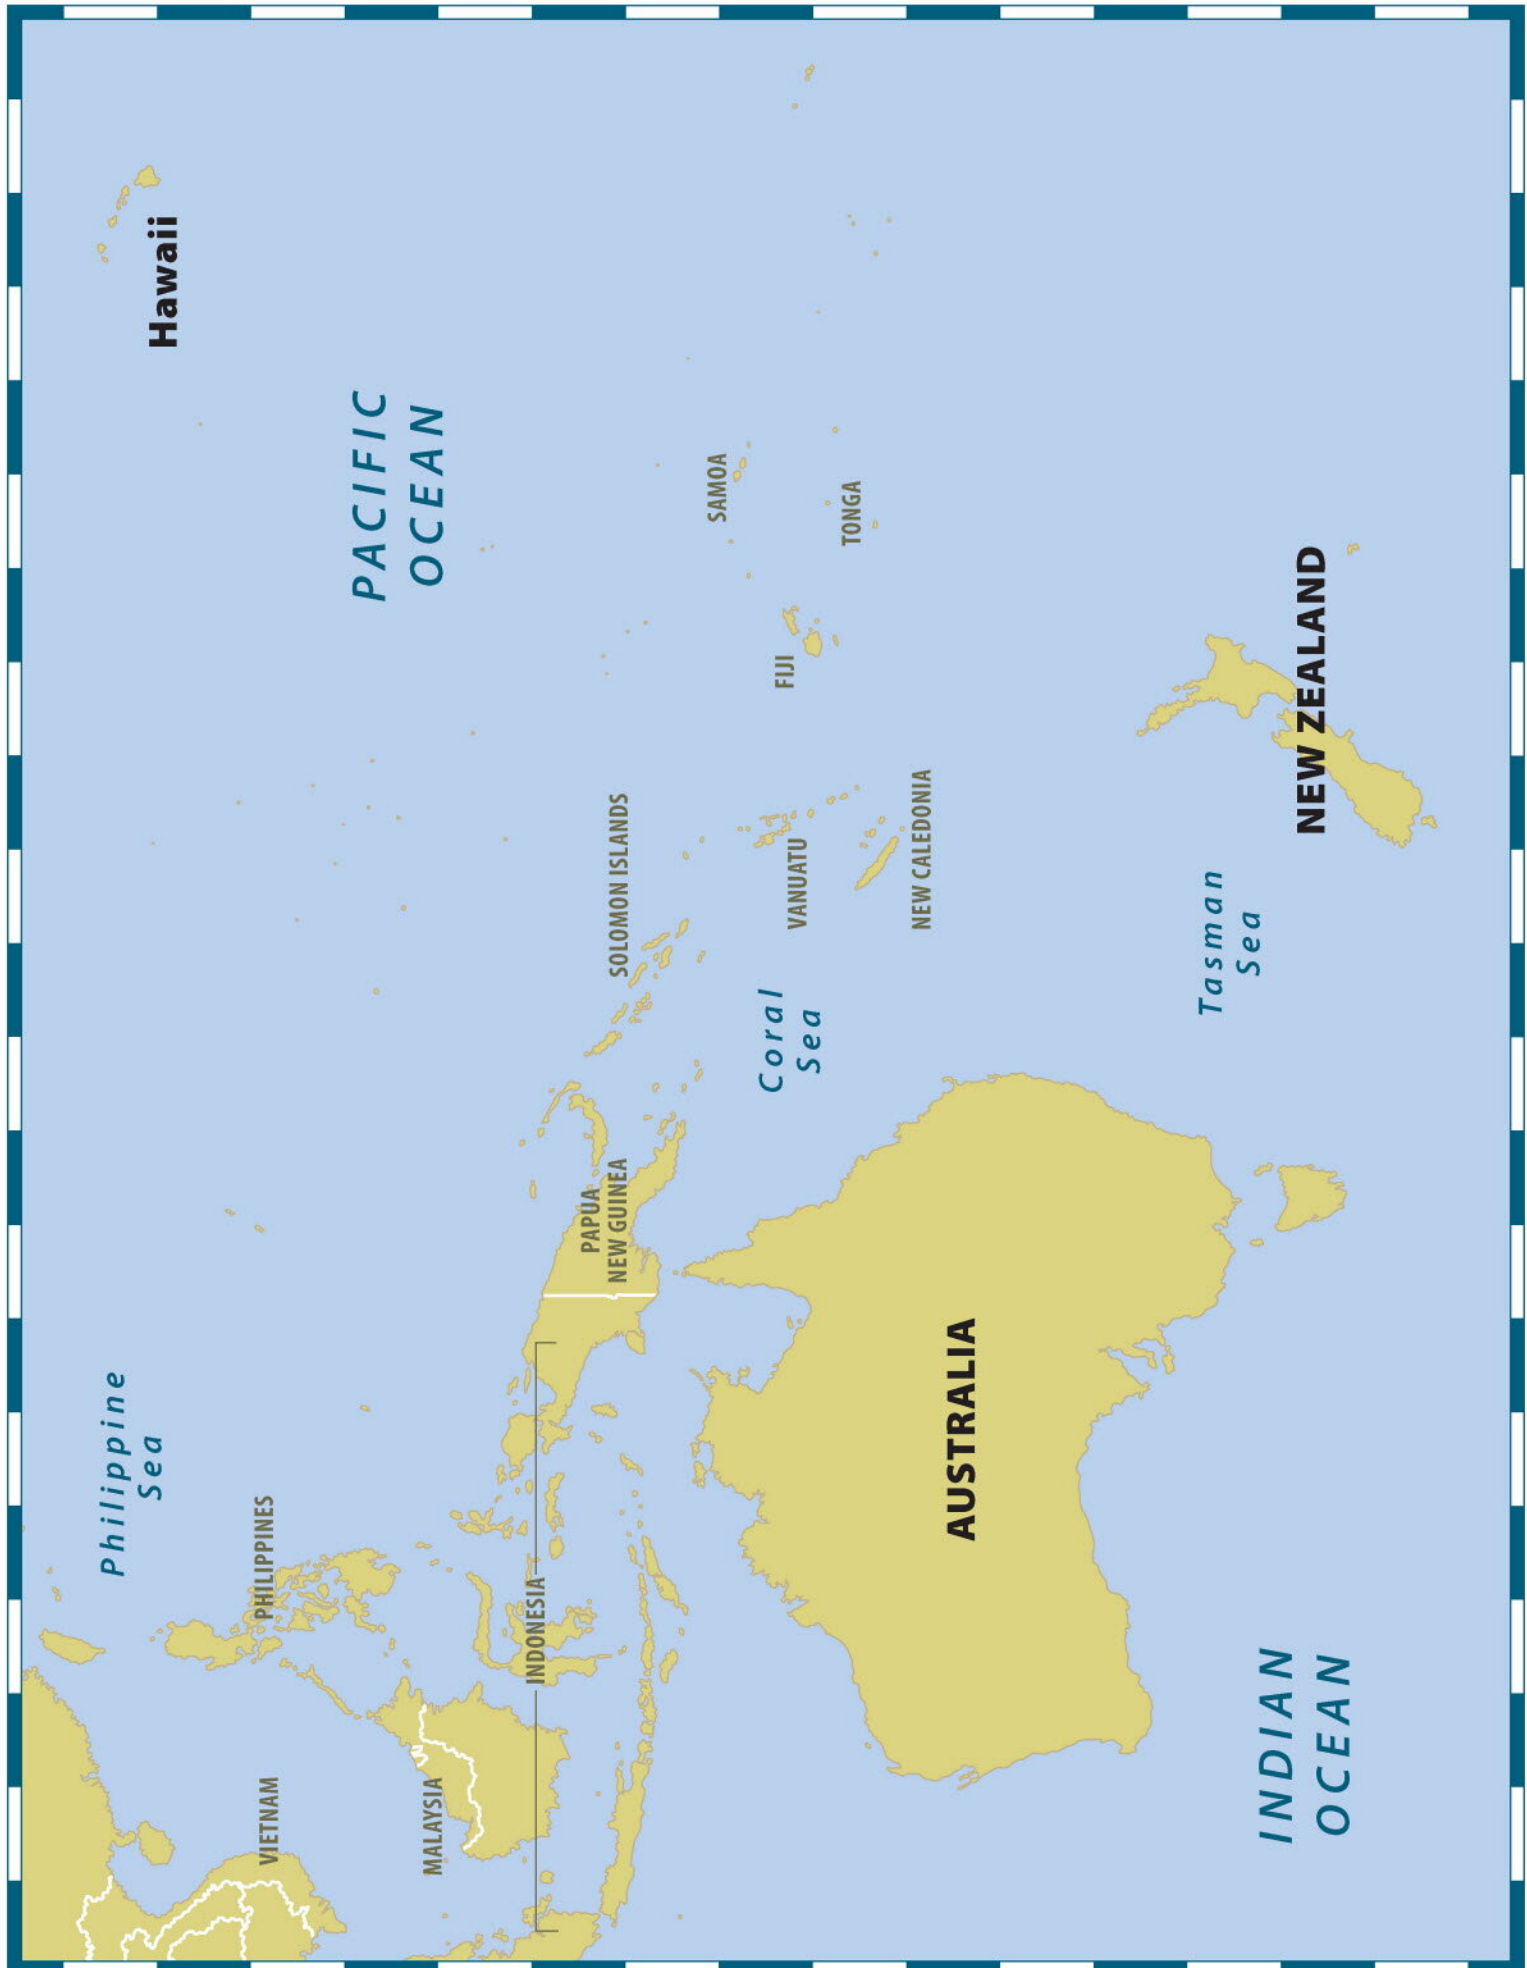 Hawaii
PACIFIC
OCEAN
Philippine
Sea
PHILIPPINES
VIETNAM
MALAYSIA
INDONESIA
PAPUA
NEW GUINEA
SOLOMON ISLANDS
SAMOA
TONGA
FIJI
VANUATU
NEW CALEDONIA
Coral
Sea
AUSTRALIA
Tasman
Sea
NEW ZEALAND
INDIAN
OCEAN